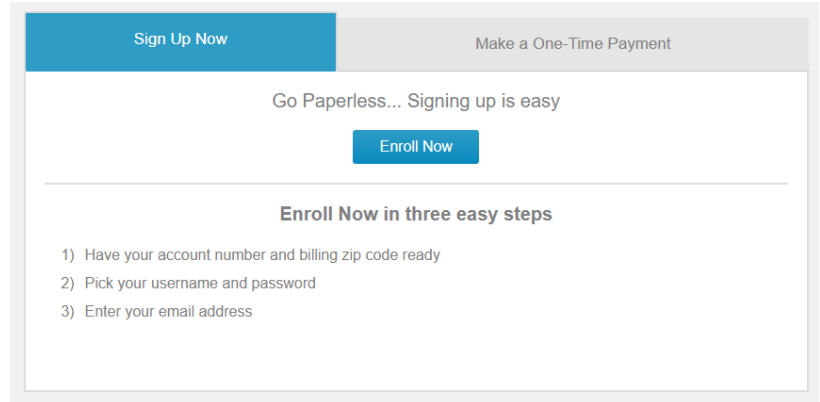 Sign Up Now
Make a One-Time Payment
Go Paperless... Signing up is easy
Enroll Now
Enroll Now in three easy steps
1) Have your account number and billing zip code ready
2) Pick your username and password
3) Enter your email address